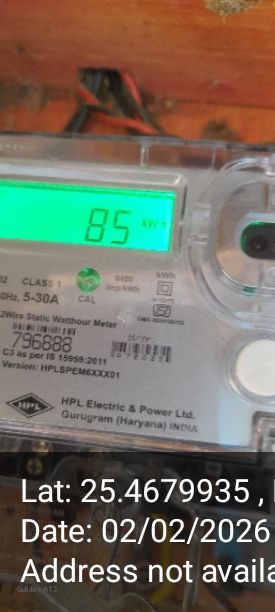 85 kWh
kWh
02 CLASS 1 6400
0Hz, 5-30A CAL imp/kWh
2Wire Static Watthour Meter
796888
C3 as per IS 15959:2011
Version: HPLSPEM6XXX01
HPL HPL Electric & Power Ltd.
Gurugram (Haryana) INDIA
Lat: 25.4679935 ,
Date: 02/02/2026
Address not availa
Galaxy A12